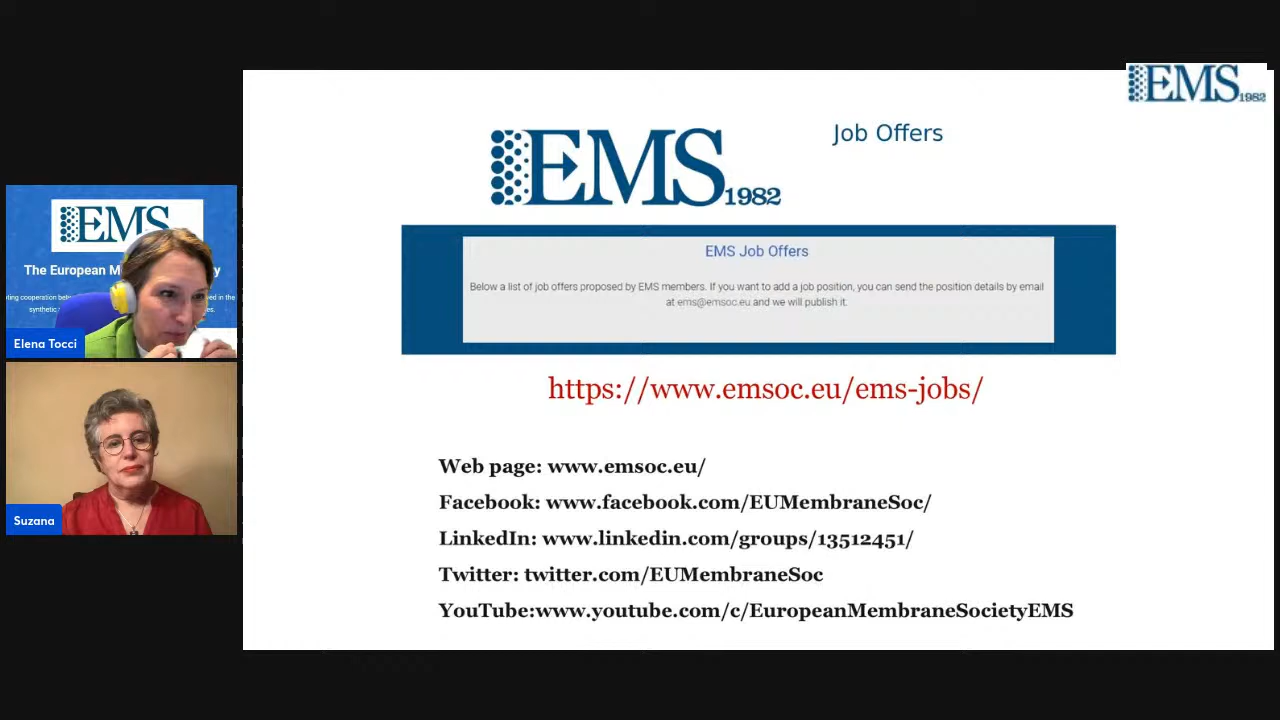 EMS 1982
EMS 1982
Job Offers
EMS Job Offers
Below a list of job offers proposed by EMS members. If you want to add a job position, you can send the position details by email
at ems@emsoc.eu and we will publish it.
https://www.emsoc.eu/ems-jobs/
Web page: www.emsoc.eu/
Facebook: www.facebook.com/EUMembraneSoc/
LinkedIn: www.linkedin.com/groups/13512451/
Twitter: twitter.com/EUMembraneSoc
YouTube:www.youtube.com/c/EuropeanMembraneSocietyEMS
EMS
The European M
synthetic
Elena Tocci
Suzana